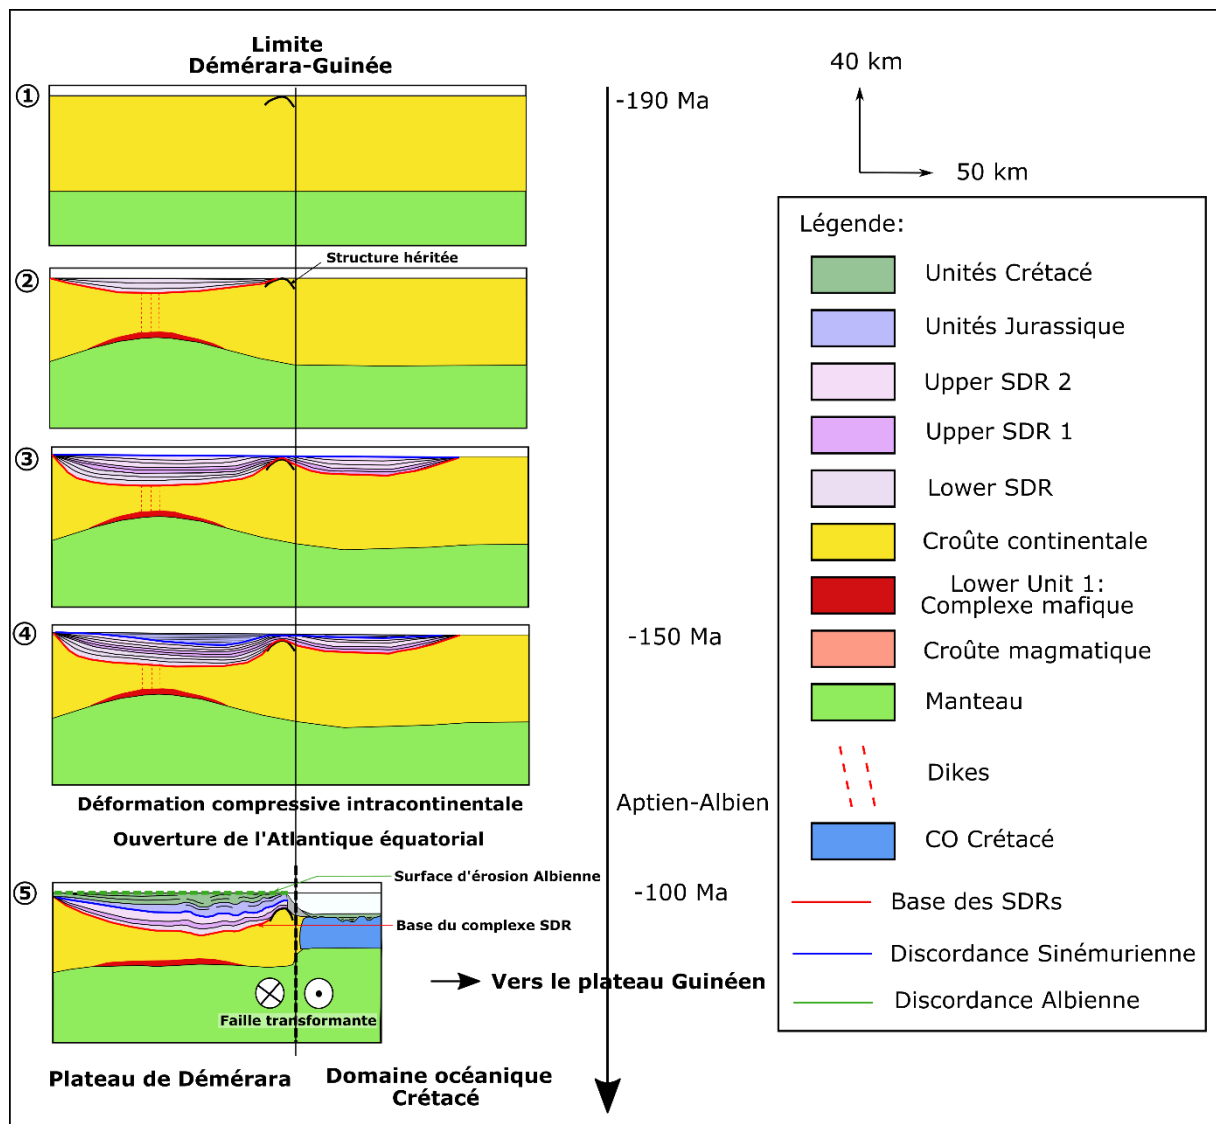 Limite
Démérara-Guinée
①
②
Structure héritée
③
④
Déformation compressive intracontinentale
Ouverture de l'Atlantique équatorial
⑤
Surface d'érosion Albienne
Base du complexe SDR
Vers le plateau Guinéen
Faille transformante
Plateau de Démérara
Domaine océanique
Crétacé
-190 Ma
-150 Ma
Aptien-Albien
-100 Ma
40 km
50 km
Légende:
Unités Crétacé
Unités Jurassique
Upper SDR 2
Upper SDR 1
Lower SDR
Croûte continentale
Lower Unit 1:
Complexe mafique
Croûte magmatique
Manteau
Dikes
CO Crétacé
Base des SDRs
Discordance Sinémurienne
Discordance Albienne